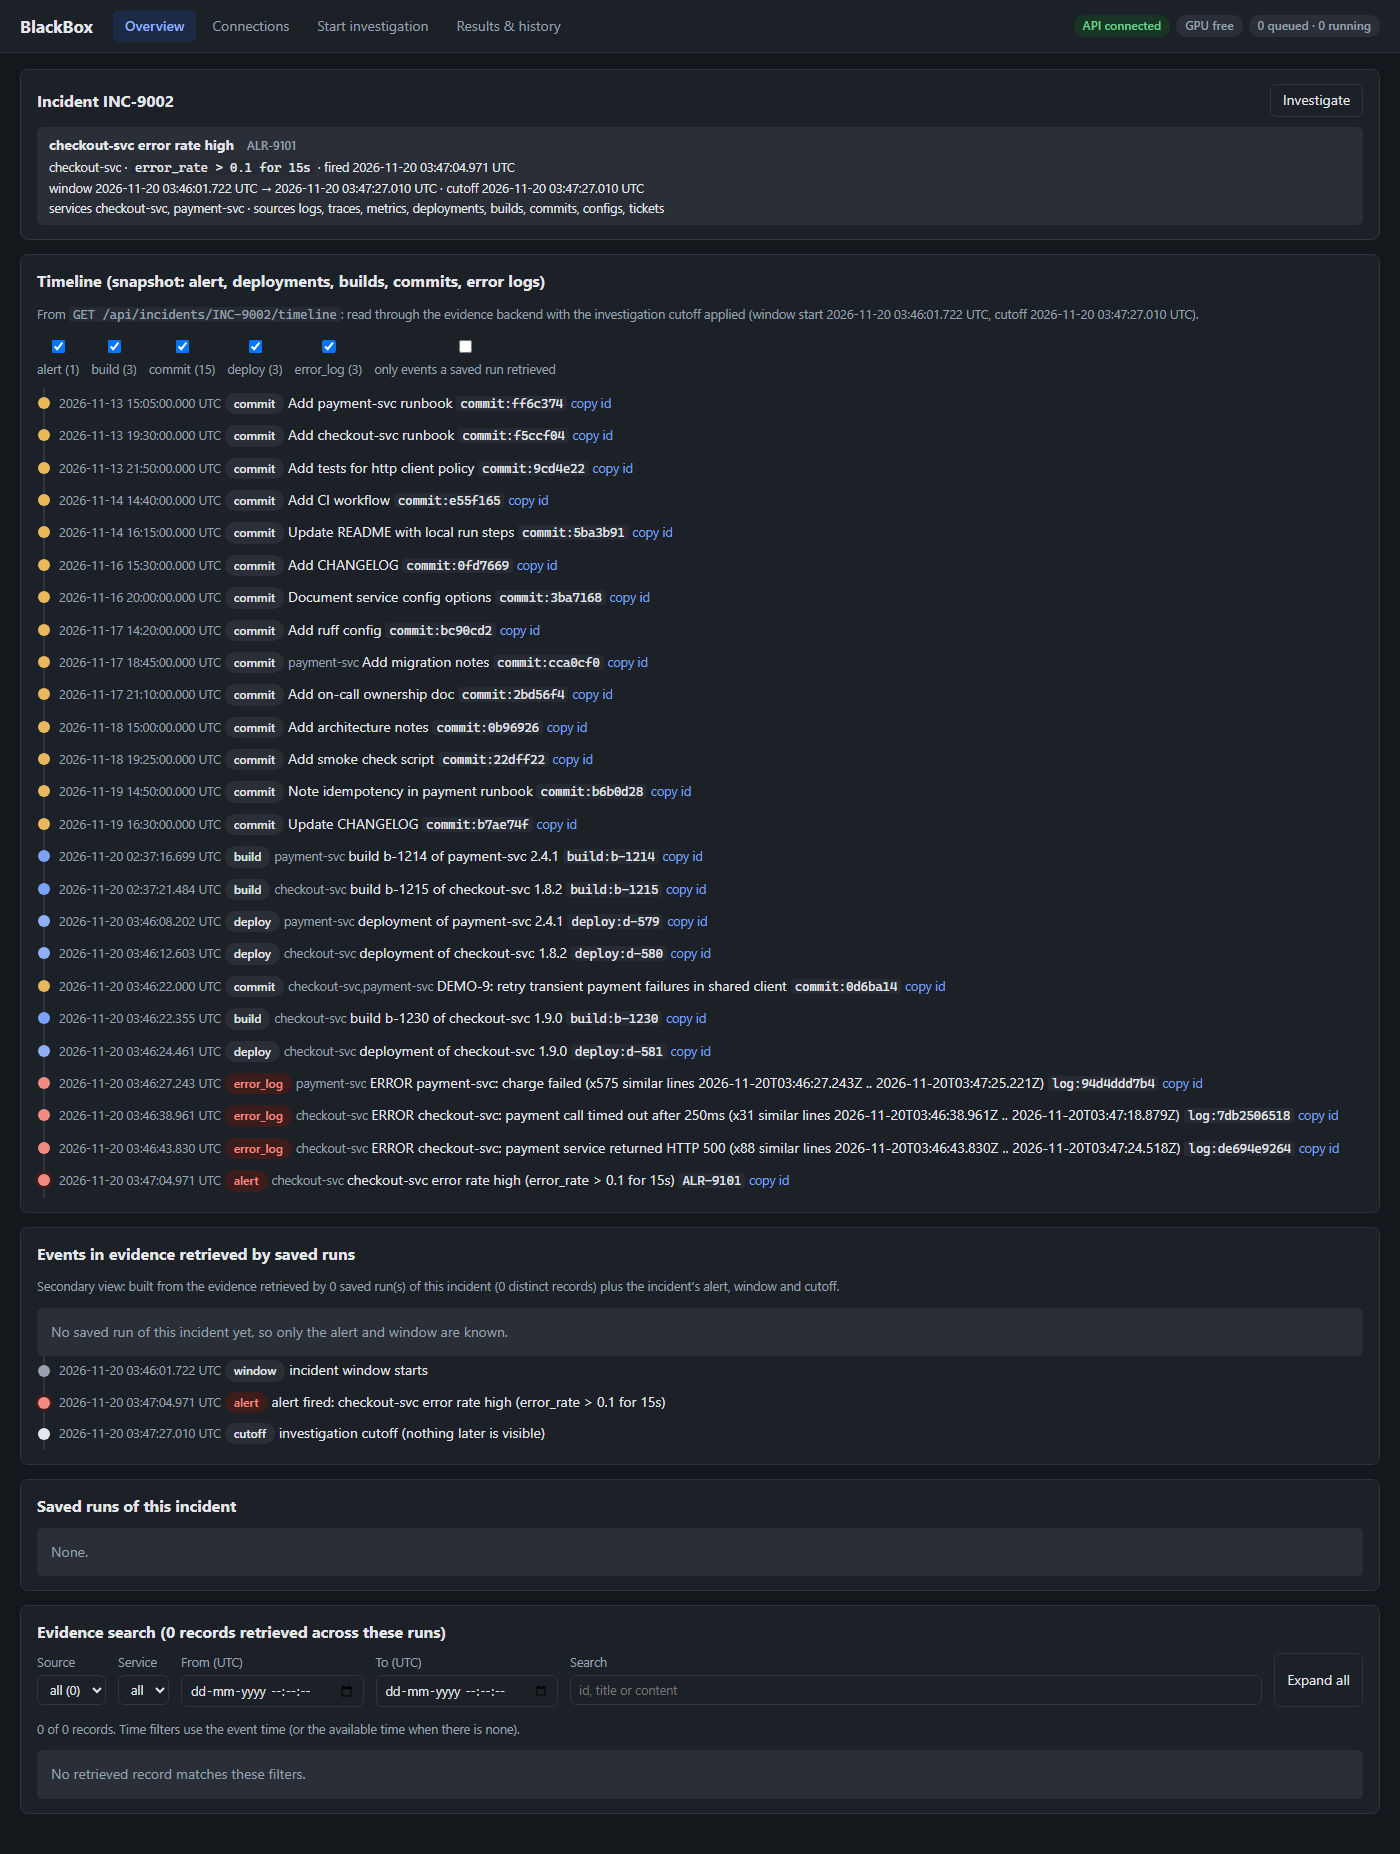 BlackBox Overview Connections Start investigation Results & history API connected GPU free 0 queued · 0 running
Incident INC-9002 Investigate
checkout-svc error rate high ALR-9101
checkout-svc · error_rate > 0.1 for 15s · fired 2026-11-20 03:47:04.971 UTC
window 2026-11-20 03:46:01.722 UTC → 2026-11-20 03:47:27.010 UTC · cutoff 2026-11-20 03:47:27.010 UTC
services checkout-svc, payment-svc · sources logs, traces, metrics, deployments, builds, commits, configs, tickets
Timeline (snapshot: alert, deployments, builds, commits, error logs)
From GET /api/incidents/INC-9002/timeline : read through the evidence backend with the investigation cutoff applied (window start 2026-11-20 03:46:01.722 UTC, cutoff 2026-11-20 03:47:27.010 UTC).
alert (1) build (3) commit (15) deploy (3) error_log (3) only events a saved run retrieved
2026-11-13 15:05:00.000 UTC commit Add payment-svc runbook commit:ff6c374 copy id
2026-11-13 19:30:00.000 UTC commit Add checkout-svc runbook commit:f5ccf04 copy id
2026-11-13 21:50:00.000 UTC commit Add tests for http client policy commit:9cd4e22 copy id
2026-11-14 14:40:00.000 UTC commit Add CI workflow commit:e55f165 copy id
2026-11-14 16:15:00.000 UTC commit Update README with local run steps commit:5ba3b91 copy id
2026-11-16 15:30:00.000 UTC commit Add CHANGELOG commit:0fd7669 copy id
2026-11-16 20:00:00.000 UTC commit Document service config options commit:3ba7168 copy id
2026-11-17 14:20:00.000 UTC commit Add ruff config commit:bc90cd2 copy id
2026-11-17 18:45:00.000 UTC commit payment-svc Add migration notes commit:cca0cf0 copy id
2026-11-17 21:10:00.000 UTC commit Add on-call ownership doc commit:2bd56f4 copy id
2026-11-18 15:00:00.000 UTC commit Add architecture notes commit:0b96926 copy id
2026-11-18 19:25:00.000 UTC commit Add smoke check script commit:22dff22 copy id
2026-11-19 14:50:00.000 UTC commit Note idempotency in payment runbook commit:b6b0d28 copy id
2026-11-19 16:30:00.000 UTC commit Update CHANGELOG commit:b7ae74f copy id
2026-11-20 02:37:16.699 UTC build payment-svc build b-1214 of payment-svc 2.4.1 build:b-1214 copy id
2026-11-20 02:37:21.484 UTC build checkout-svc build b-1215 of checkout-svc 1.8.2 build:b-1215 copy id
2026-11-20 03:46:08.202 UTC deploy payment-svc deployment of payment-svc 2.4.1 deploy:d-579 copy id
2026-11-20 03:46:12.603 UTC deploy checkout-svc deployment of checkout-svc 1.8.2 deploy:d-580 copy id
2026-11-20 03:46:22.000 UTC commit checkout-svc,payment-svc DEMO-9: retry transient payment failures in shared client commit:0d6ba14 copy id
2026-11-20 03:46:22.355 UTC build checkout-svc build b-1230 of checkout-svc 1.9.0 build:b-1230 copy id
2026-11-20 03:46:24.461 UTC deploy checkout-svc deployment of checkout-svc 1.9.0 deploy:d-581 copy id
2026-11-20 03:46:27.243 UTC error_log payment-svc ERROR payment-svc: charge failed (x575 similar lines 2026-11-20T03:46:27.243Z .. 2026-11-20T03:47:25.221Z) log:94d4ddd7b4 copy id
2026-11-20 03:46:38.961 UTC error_log checkout-svc ERROR checkout-svc: payment call timed out after 250ms (x31 similar lines 2026-11-20T03:46:38.961Z .. 2026-11-20T03:47:18.879Z) log:7db2506518 copy id
2026-11-20 03:46:43.830 UTC error_log checkout-svc ERROR checkout-svc: payment service returned HTTP 500 (x88 similar lines 2026-11-20T03:46:43.830Z .. 2026-11-20T03:47:24.518Z) log:de694e9264 copy id
2026-11-20 03:47:04.971 UTC alert checkout-svc checkout-svc error rate high (error_rate > 0.1 for 15s) ALR-9101 copy id
Events in evidence retrieved by saved runs
Secondary view: built from the evidence retrieved by 0 saved run(s) of this incident (0 distinct records) plus the incident's alert, window and cutoff.
No saved run of this incident yet, so only the alert and window are known.
2026-11-20 03:46:01.722 UTC window incident window starts
2026-11-20 03:47:04.971 UTC alert alert fired: checkout-svc error rate high (error_rate > 0.1 for 15s)
2026-11-20 03:47:27.010 UTC cutoff investigation cutoff (nothing later is visible)
Saved runs of this incident
None.
Evidence search (0 records retrieved across these runs)
Source Service From (UTC) To (UTC) Search
all (0) all dd-mm-yyyy --:--:-- dd-mm-yyyy --:--:-- id, title or content Expand all
0 of 0 records. Time filters use the event time (or the available time when there is none).
No retrieved record matches these filters.